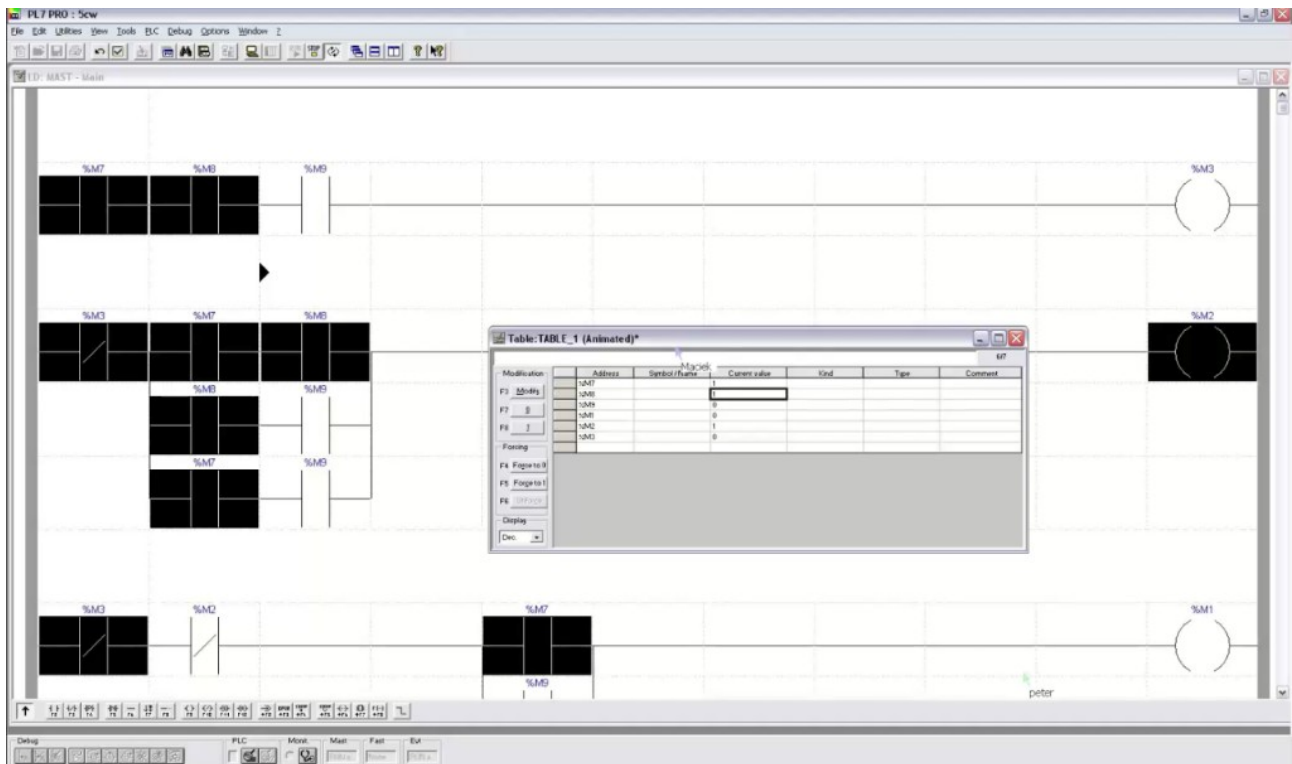 PL7 PRO : 5cw
File Edit Utilities View Tools PLC Debug Options Window ?
LD: MAST - Main
%M7 %M8 %M9 %M3
%M3 %M7 %M8 %M2
%M8 %M9
%M7 %M9
Table:TABLE_1 (Animated)*
Maciek
6/7
Modification
Address Symbol / Name Current value Kind Type Comment
%M7 1
F3 Modify
%M8 1
%M9 0
F7 0
%M1 0
F8 1
%M2 1
%M3 0
Forcing
F4 Force to 0
F5 Force to 1
F6
Display
Dec.
%M3 %M2 %M7 %M1
%M9
peter
Debug PLC Monit. Mast Fast Evt